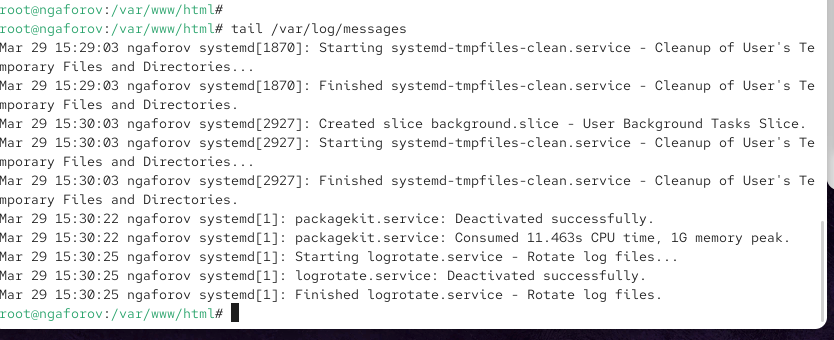 root@ngaforov:/var/www/html#
root@ngaforov:/var/www/html# tail /var/log/messages
Mar 29 15:29:03 ngaforov systemd[1870]: Starting systemd-tmpfiles-clean.service - Cleanup of User's Te
mporary Files and Directories...
Mar 29 15:29:03 ngaforov systemd[1870]: Finished systemd-tmpfiles-clean.service - Cleanup of User's Te
mporary Files and Directories.
Mar 29 15:30:03 ngaforov systemd[2927]: Created slice background.slice - User Background Tasks Slice.
Mar 29 15:30:03 ngaforov systemd[2927]: Starting systemd-tmpfiles-clean.service - Cleanup of User's Te
mporary Files and Directories...
Mar 29 15:30:03 ngaforov systemd[2927]: Finished systemd-tmpfiles-clean.service - Cleanup of User's Te
mporary Files and Directories.
Mar 29 15:30:22 ngaforov systemd[1]: packagekit.service: Deactivated successfully.
Mar 29 15:30:22 ngaforov systemd[1]: packagekit.service: Consumed 11.463s CPU time, 1G memory peak.
Mar 29 15:30:25 ngaforov systemd[1]: Starting logrotate.service - Rotate log files...
Mar 29 15:30:25 ngaforov systemd[1]: logrotate.service: Deactivated successfully.
Mar 29 15:30:25 ngaforov systemd[1]: Finished logrotate.service - Rotate log files.
root@ngaforov:/var/www/html#